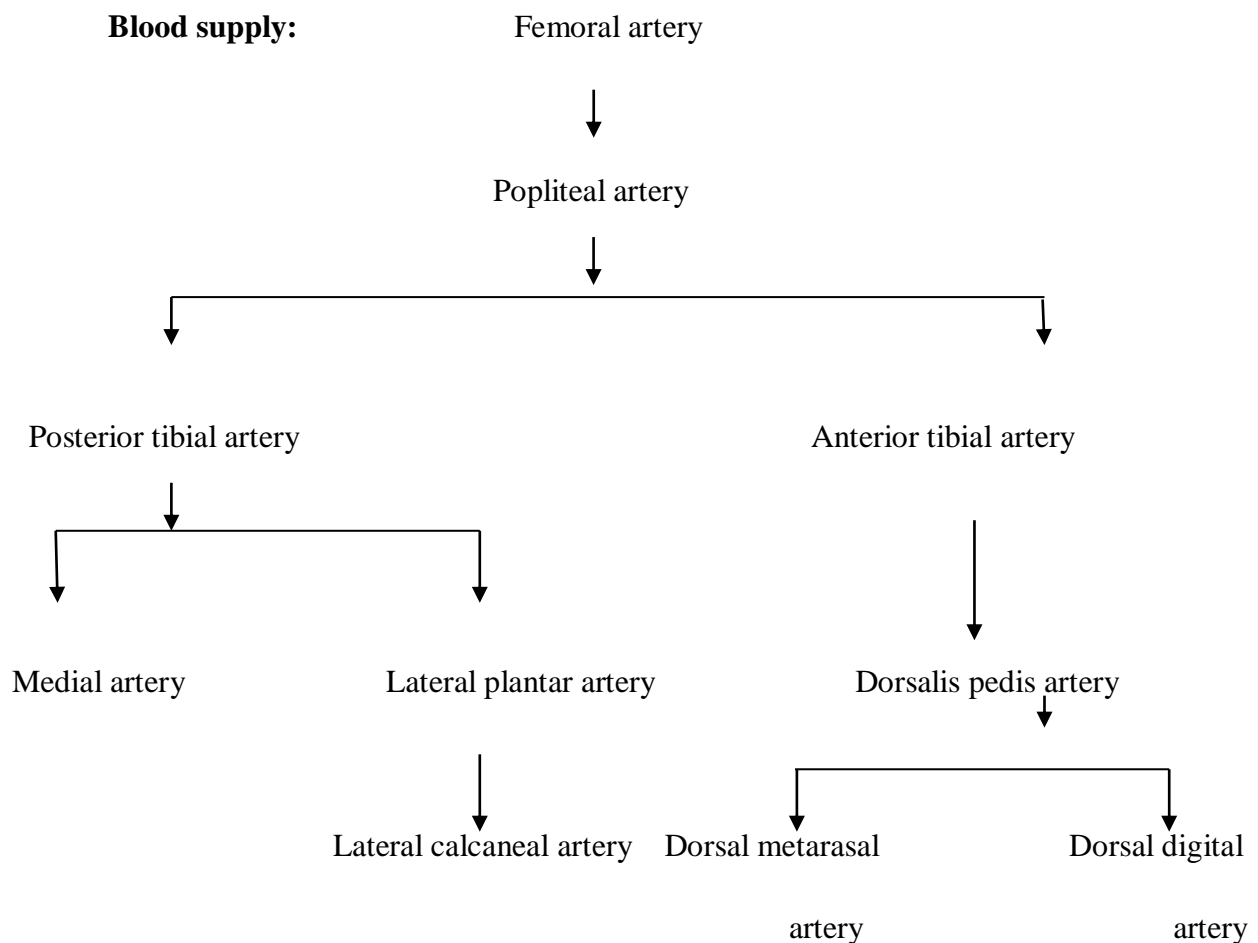 Blood supply: Femoral artery
Popliteal artery
Posterior tibial artery Anterior tibial artery
Medial artery Lateral plantar artery Dorsalis pedis artery
Lateral calcaneal artery Dorsal metarasal Dorsal digital
artery artery